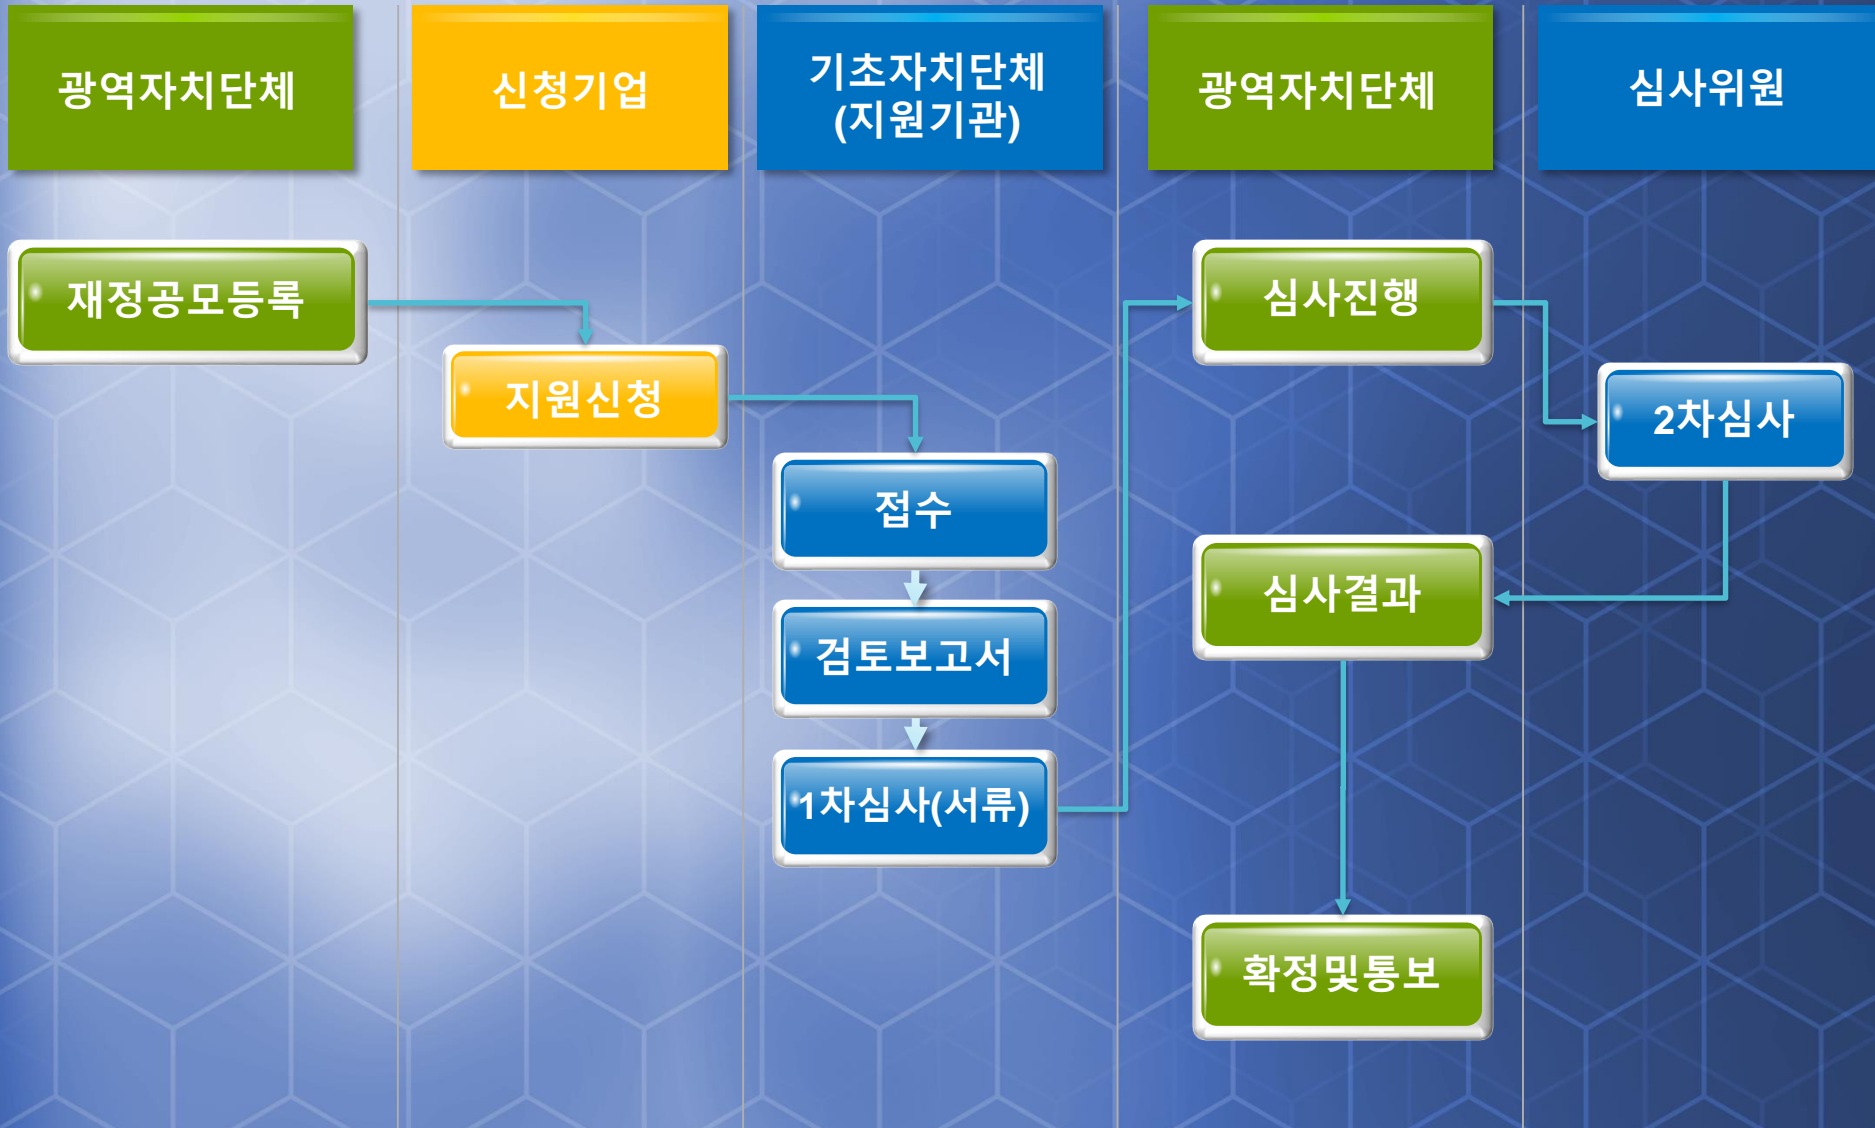 광역자치단체
신청기업
기초자치단체
(지원기관)
광역자치단체
심사위원
재정공모등록
지원신청
접수
검토보고서
1차심사(서류)
심사진행
2차심사
심사결과
확정및통보